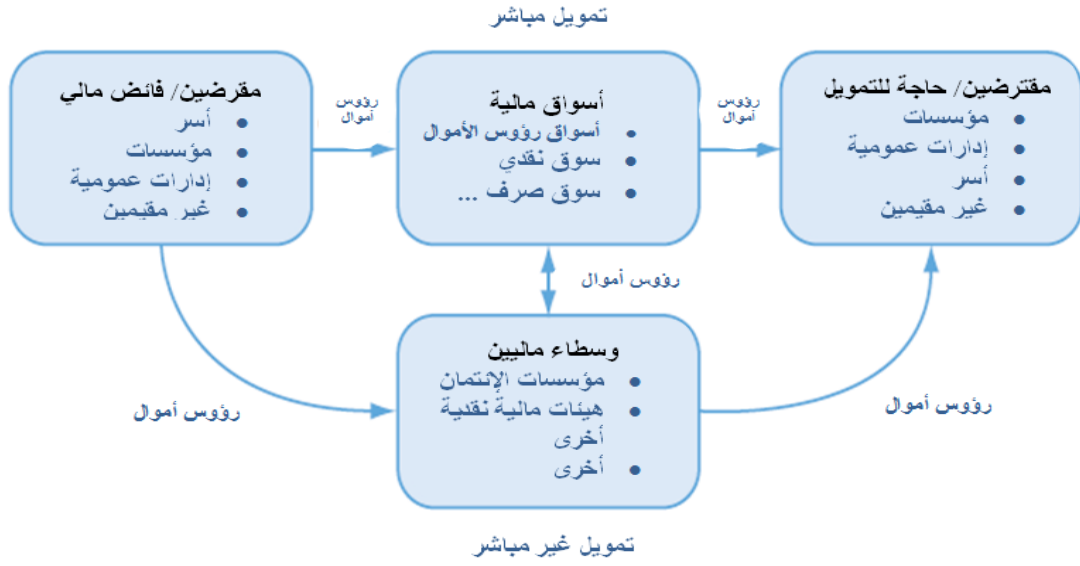 تمويل مباشر
مقرضين/ فائض مالي
أسر
مؤسسات
إدارات عمومية
غير مقيمين
رؤوس
أموال
أسواق مالية
أسواق رؤوس الأموال
سوق نقدي
سوق صرف ...
رؤوس
أموال
مقترضين/ حاجة للتمويل
مؤسسات
إدارات عمومية
أسر
غير مقيمين
رؤوس أموال
وسطاء ماليين
مؤسسات الإئتمان
هيئات مالية نقدية
أخرى
أخرى
رؤوس أموال
رؤوس أموال
تمويل غير مباشر